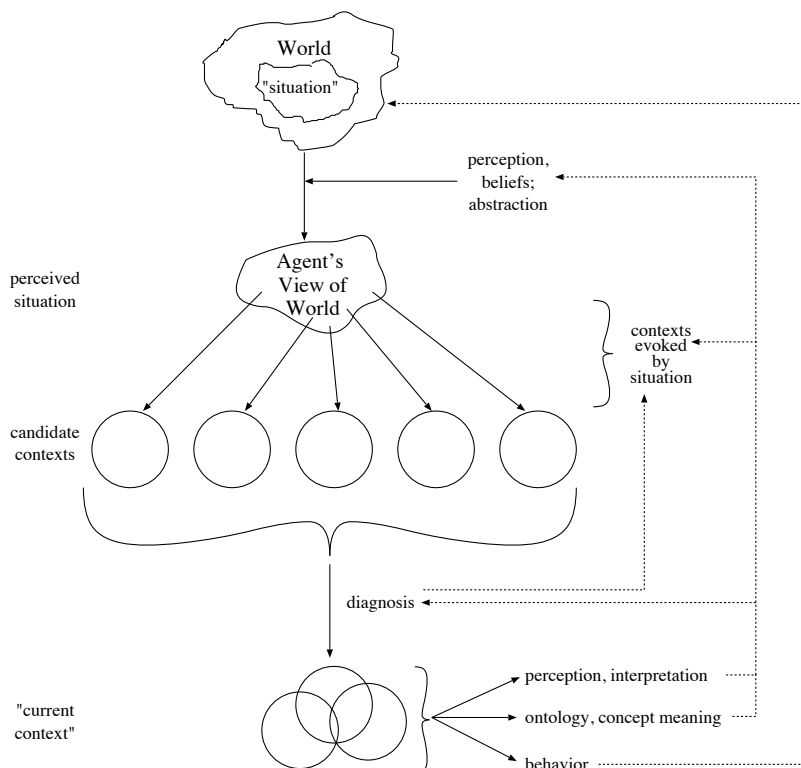 World
"situation"
perception,
beliefs;
abstraction
Agent's
View of
World
perceived
situation
contexts
evoked
by
situation
candidate
contexts
diagnosis
perception, interpretation
"current
context"
ontology, concept meaning
behavior